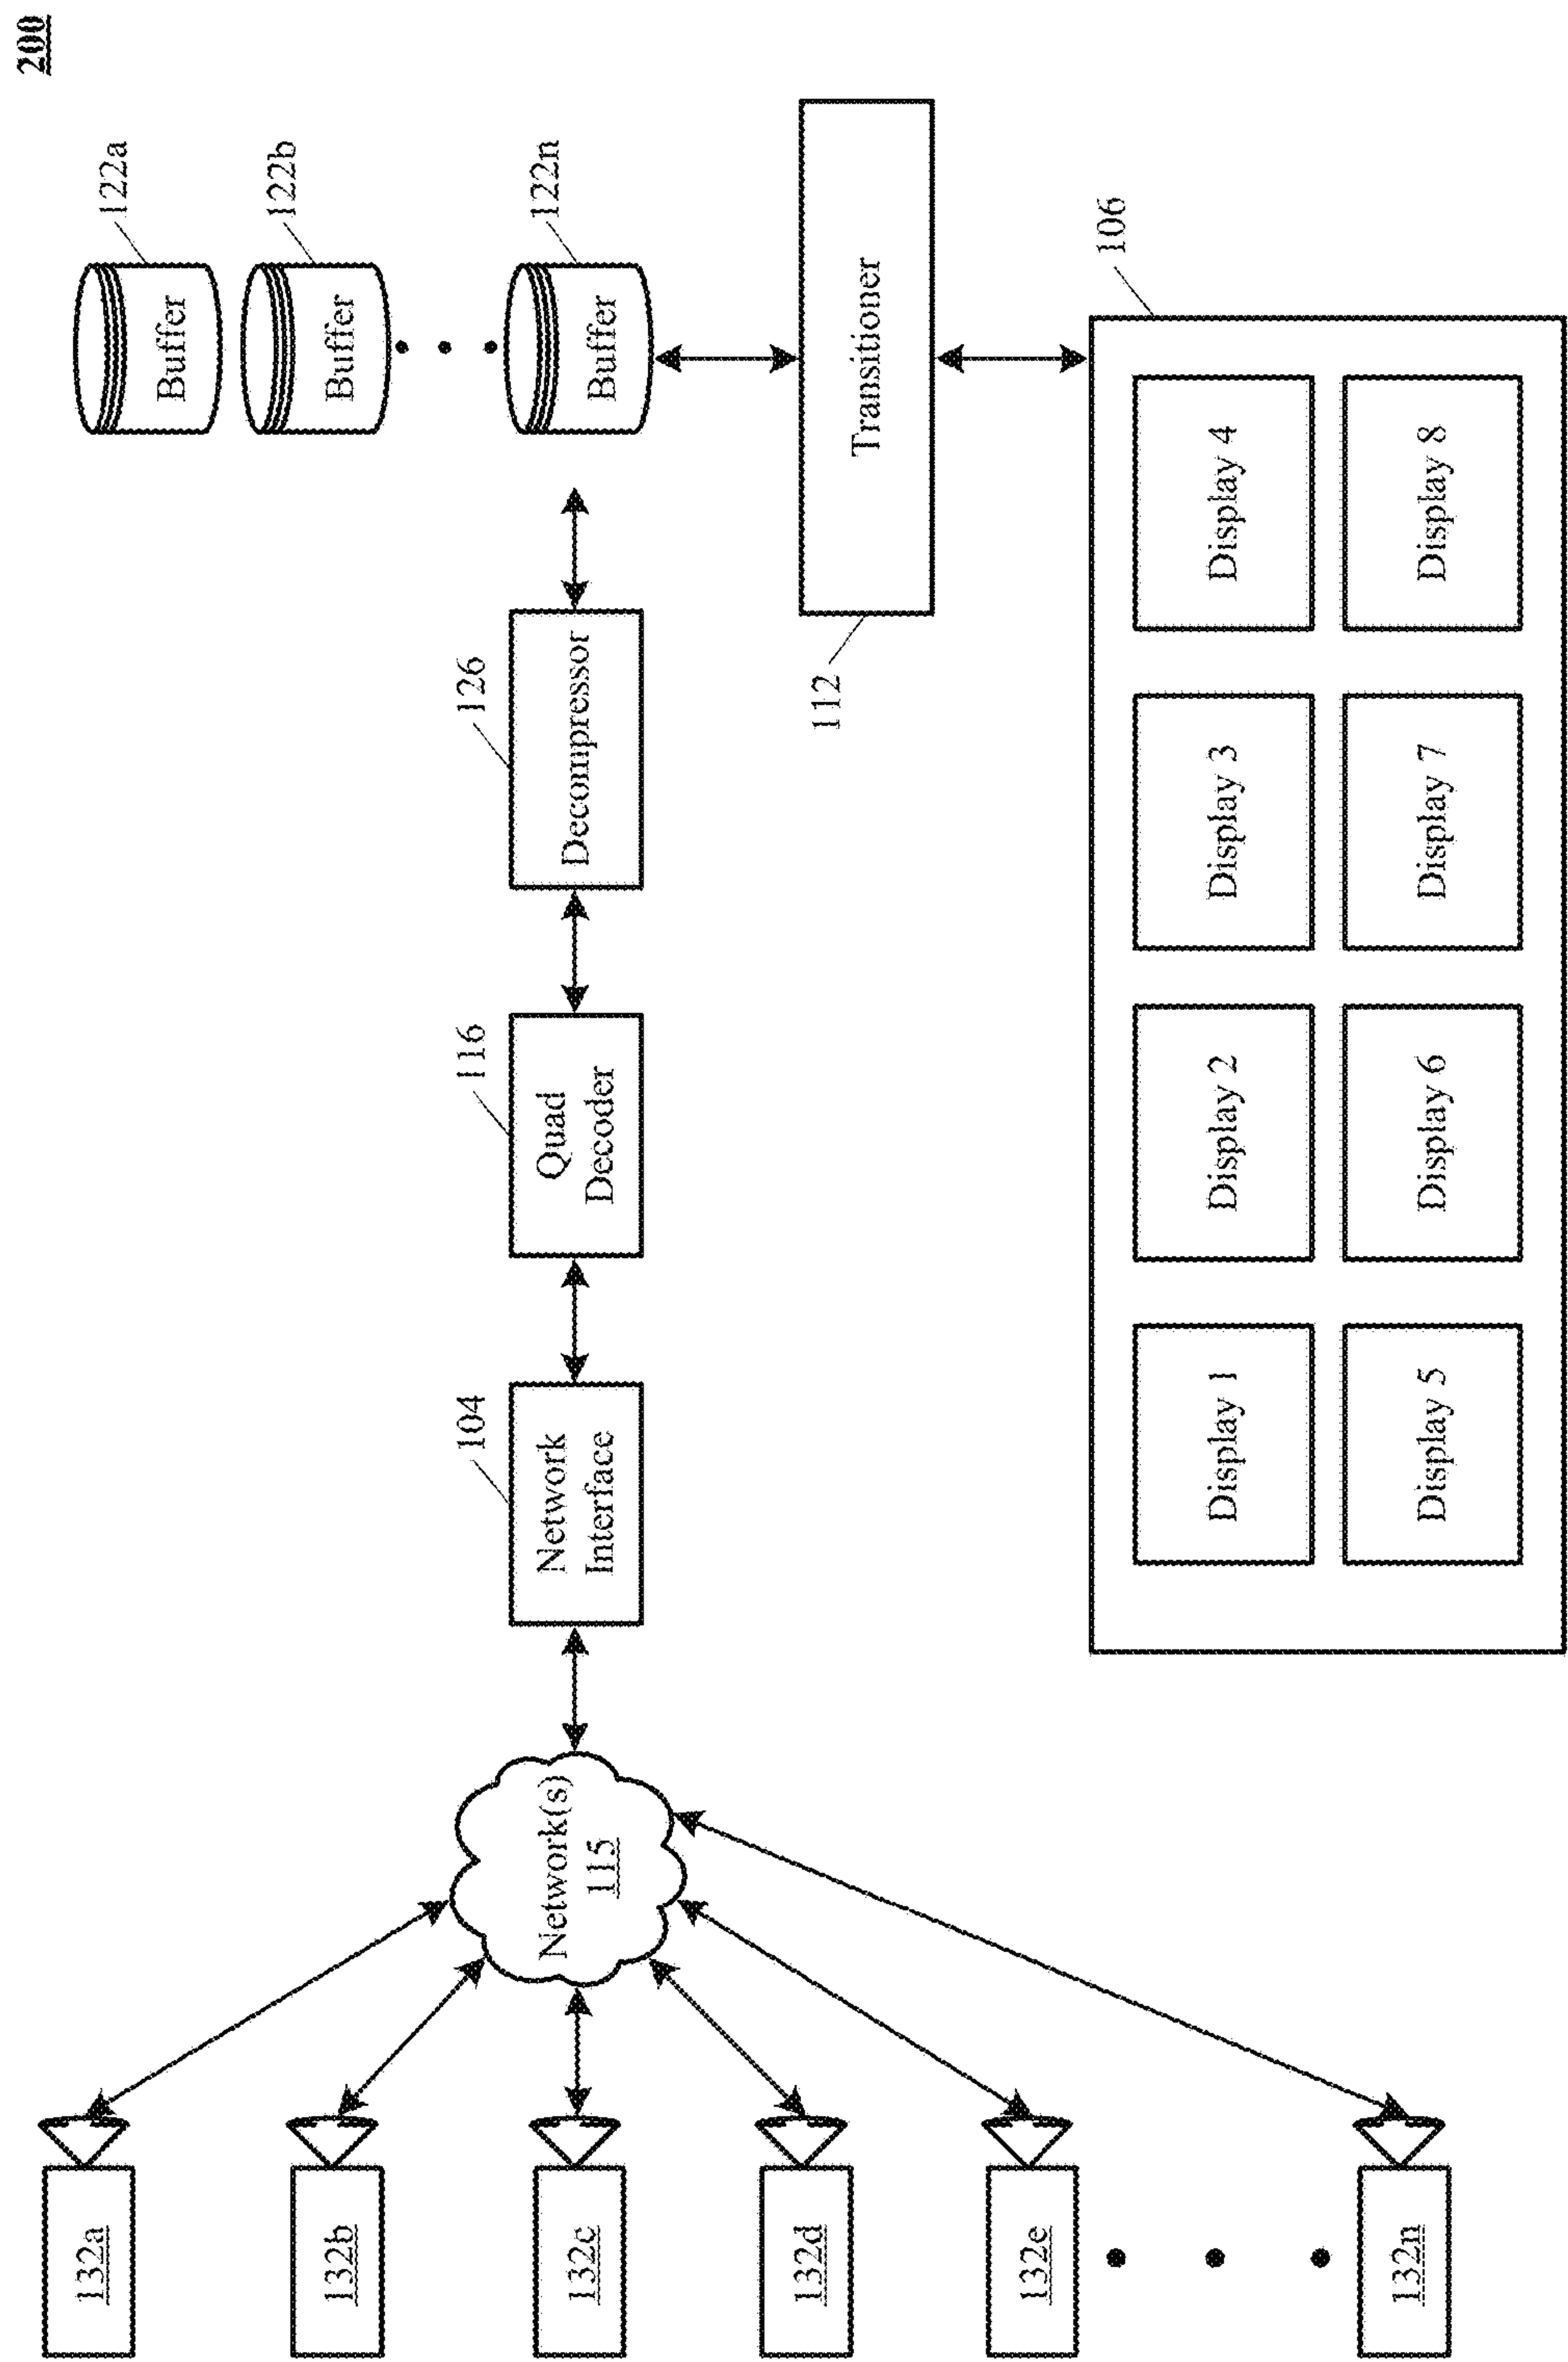 200
122a
Buffer
122b
Buffer
122n
Buffer
132a
132b
132c
132d
132e
132n
Network(s)
115
104
Network
Interface
116
Quad
Decoder
126
Decompressor
112
Transitioner
106
Display 1
Display 2
Display 3
Display 4
Display 5
Display 6
Display 7
Display 8